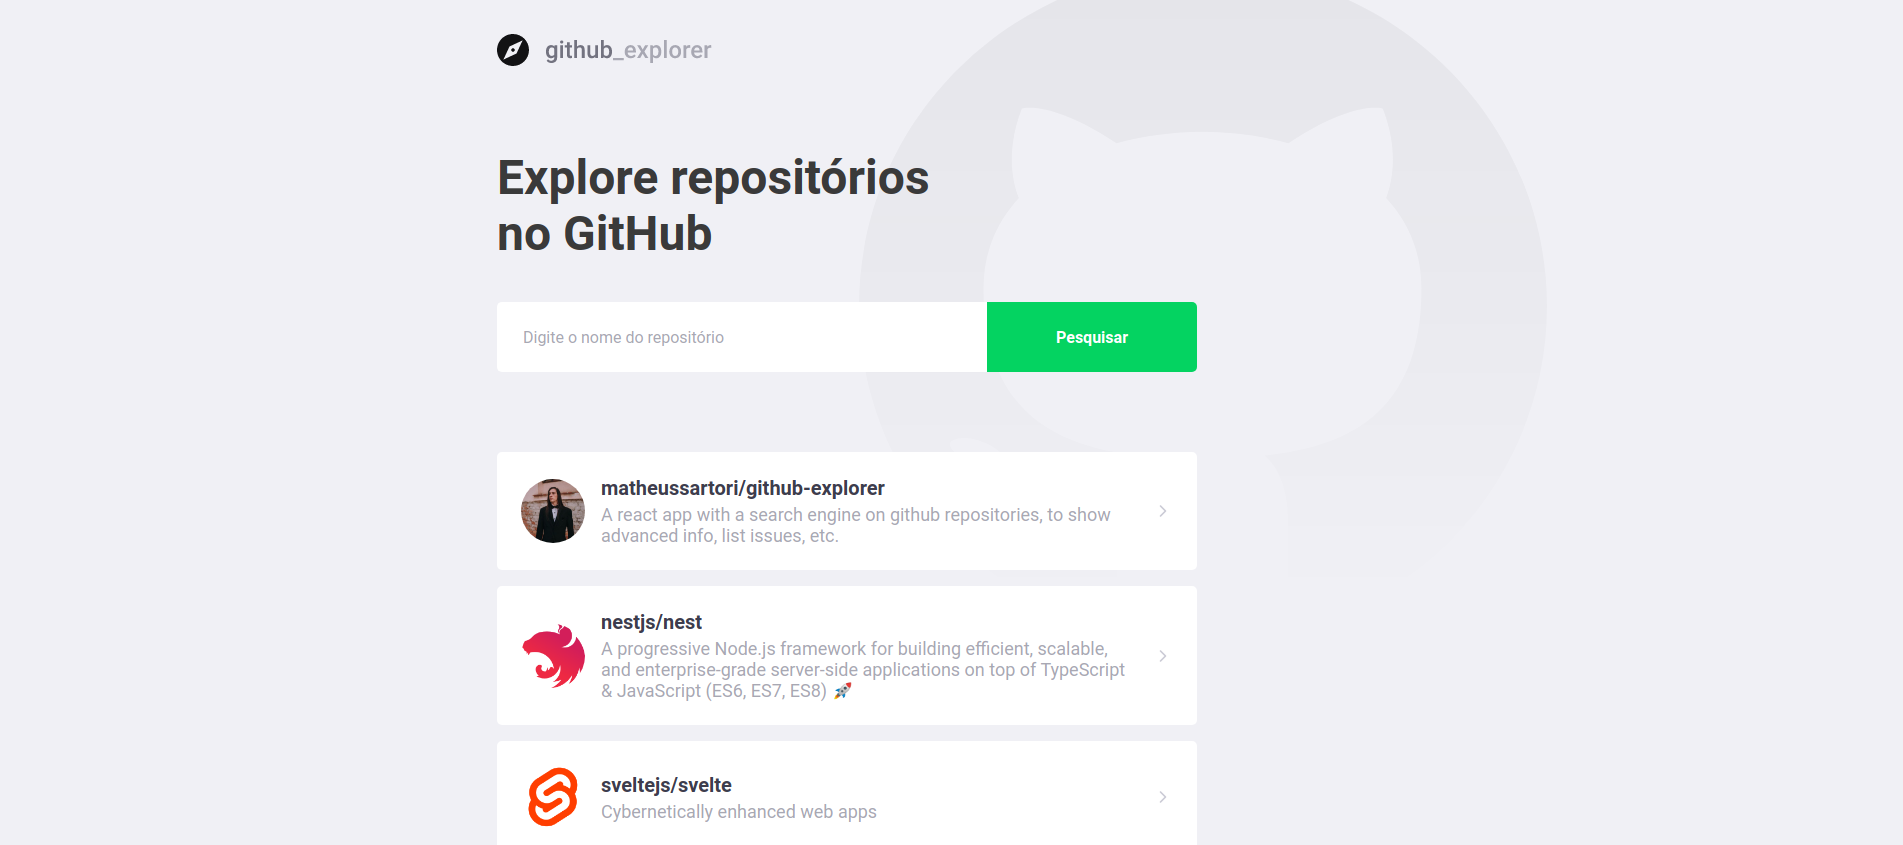 github_explorer
Explore repositórios
no GitHub
Digite o nome do repositório
Pesquisar
matheussartori/github-explorer
A react app with a search engine on github repositories, to show
advanced info, list issues, etc.
nestjs/nest
A progressive Node.js framework for building efficient, scalable,
and enterprise-grade server-side applications on top of TypeScript
& JavaScript (ES6, ES7, ES8) 🚀
sveltejs/svelte
Cybernetically enhanced web apps